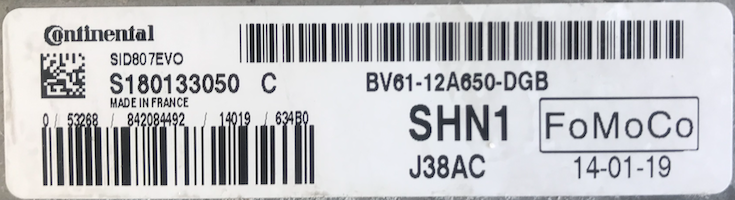 Continental
SID807EVO
S180133050 C
MADE IN FRANCE
0 / 53268 / 842084492 / 14019 / 634B0
BV61-12A650-DGB
SHN1 FoMoCo
J38AC 14-01-19